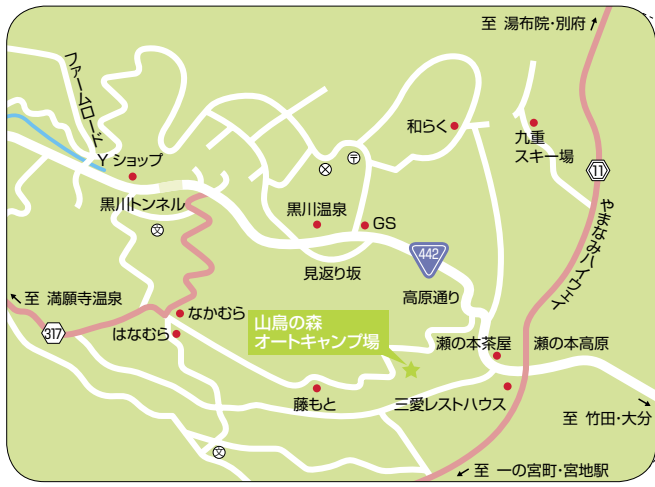 至 湯布院・別府
ファームロード
和らく
九重
スキー場
Yショップ
11
黒川トンネル
文
〒
黒川温泉
GS
やまなみハイウェイ
見返り坂
442
高原通り
至 満願寺温泉
317
なかむら
はなむら
山鳥の森
オートキャンプ場
瀬の本茶屋
瀬の本高原
藤もと
三愛レストハウス
至 竹田・大分
文
至 一の宮町・宮地駅